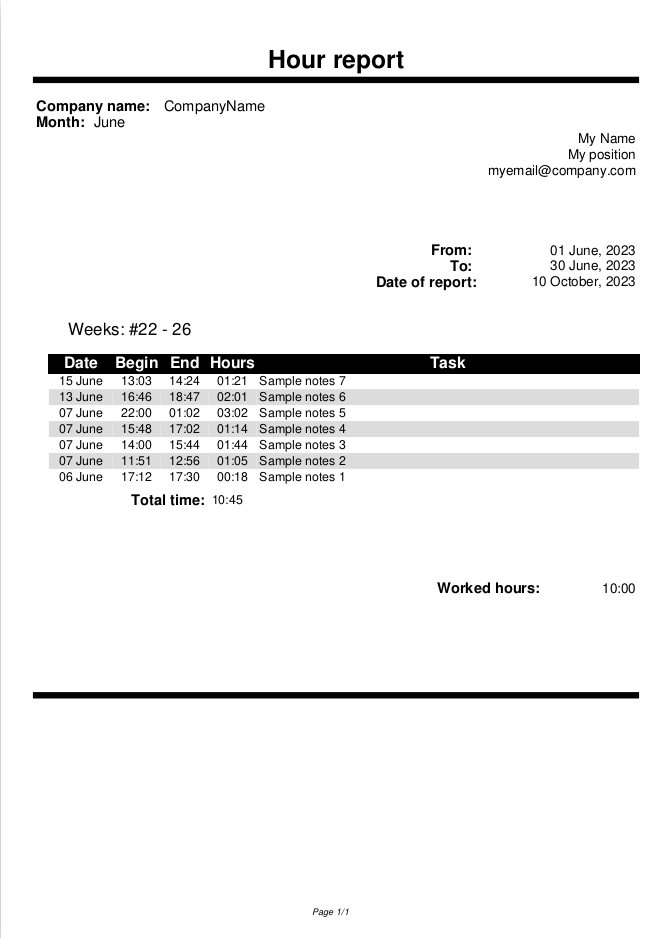 Hour report
Company name: CompanyName
Month: June
My Name
My position
myemail@company.com
From: 01 June, 2023
To: 30 June, 2023
Date of report: 10 October, 2023
Weeks: #22 - 26
Date Begin End Hours Task
15 June 13:03 14:24 01:21 Sample notes 7
13 June 16:46 18:47 02:01 Sample notes 6
07 June 22:00 01:02 03:02 Sample notes 5
07 June 15:48 17:02 01:14 Sample notes 4
07 June 14:00 15:44 01:44 Sample notes 3
07 June 11:51 12:56 01:05 Sample notes 2
06 June 17:12 17:30 00:18 Sample notes 1
Total time: 10:45
Worked hours: 10:00
Page 1/1